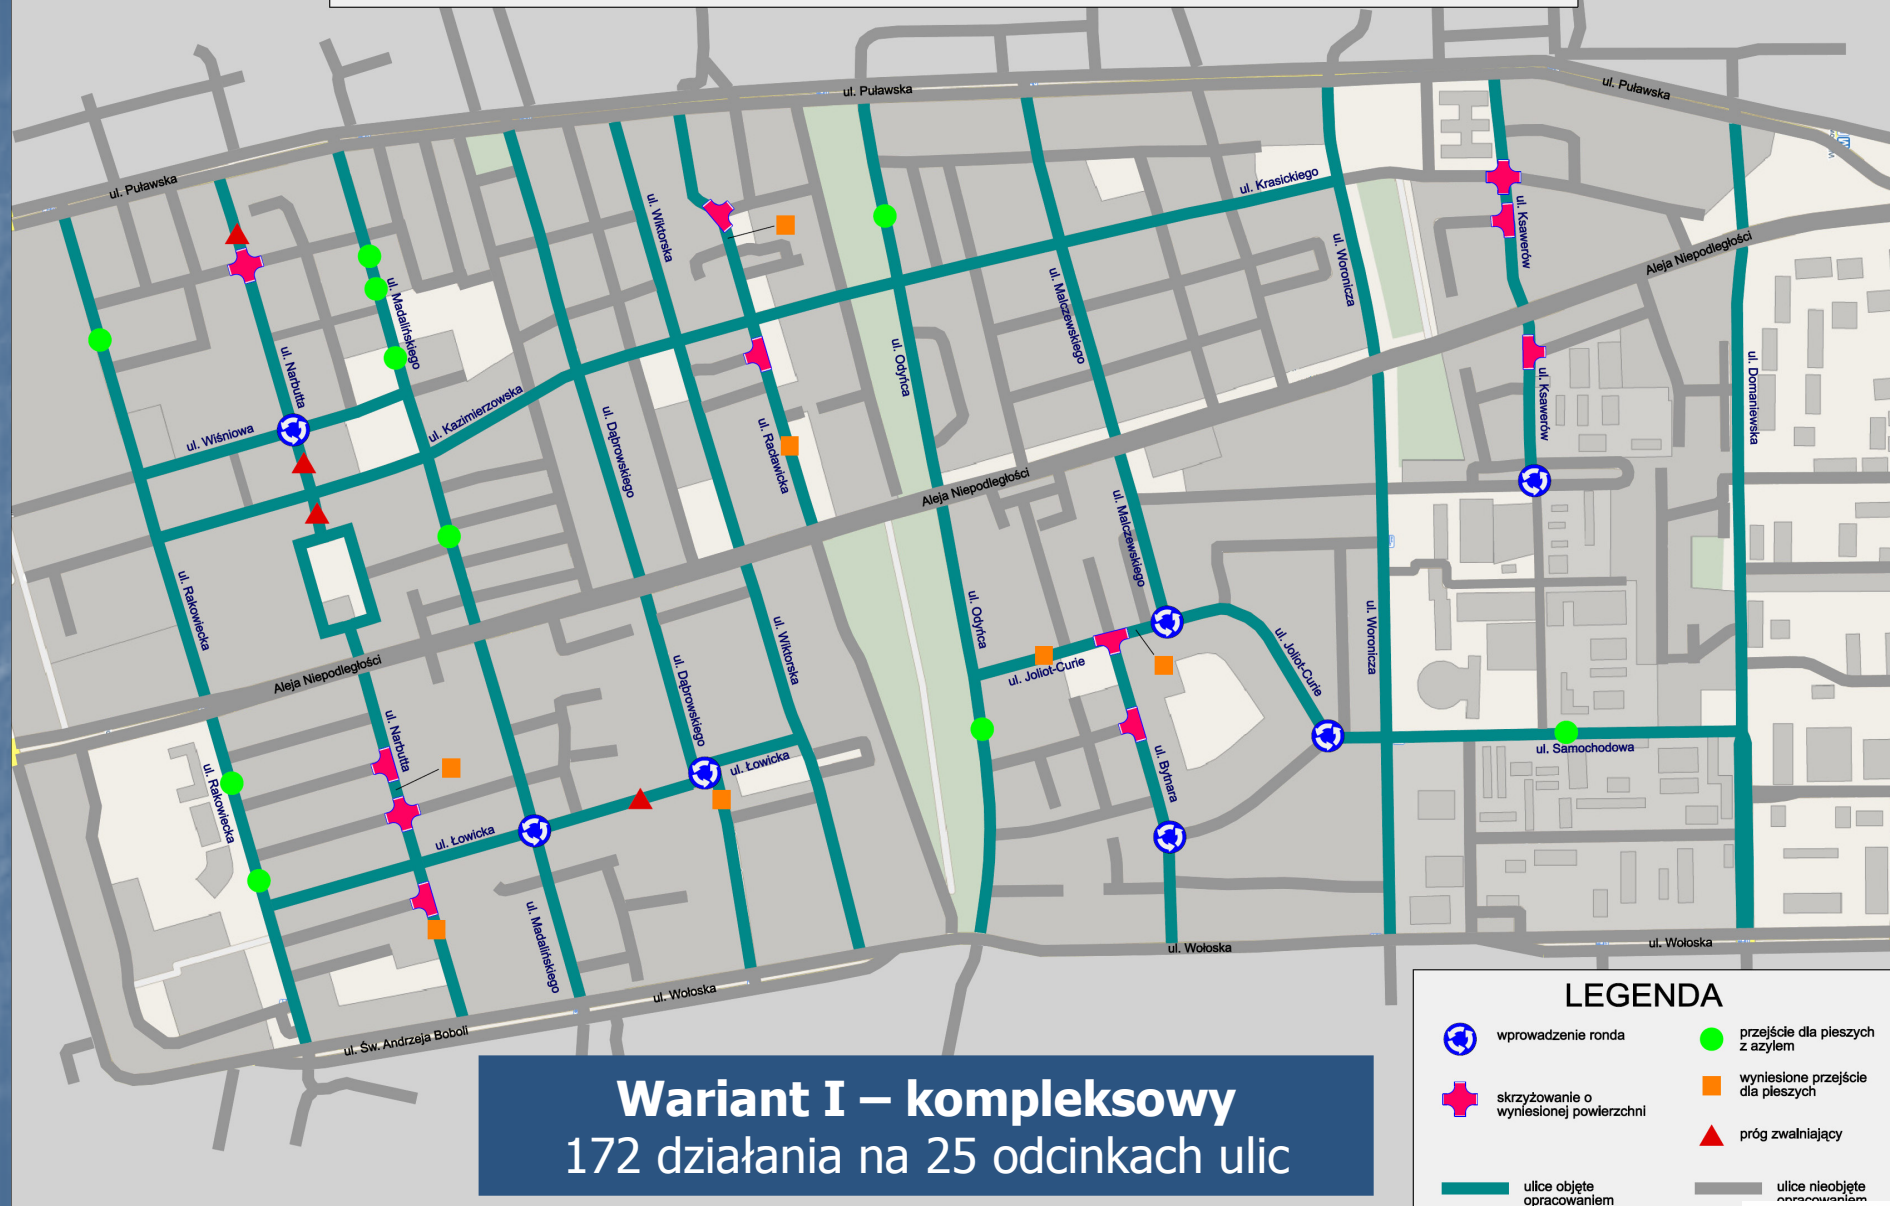 ul. Puławska
ul. Puławska
ul. Puławska
ul. Krasickiego
ul. Wiktorska
ul. Ksawerów
Aleja Niepodległości
ul. Woronicza
ul. Malczewskiego
ul. Madalińskiego
ul. Narbutta
ul. Odyńca
ul. Domaniewska
ul. Ksawerów
ul. Kazimierzowska
ul. Wiśniowa
ul. Dąbrowskiego
ul. Racławicka
Aleja Niepodległości
ul. Malczewskiego
ul. Rakowiecka
ul. Odyńca
ul. Woronicza
ul. Wiktorska
ul. Joliot-Curie
ul. Joliot-Curie
Aleja Niepodległości
ul. Dąbrowskiego
ul. Narbutta
ul. Bytnara
ul. Samochodowa
ul. Łowicka
ul. Rakowiecka
ul. Łowicka
ul. Madalińskiego
ul. Wołoska
ul. Wołoska
ul. Wołoska
ul. Św. Andrzeja Boboli
LEGENDA
wprowadzenie ronda
przejście dla pieszych
z azylem
skrzyżowanie o
wyniesionej powierzchni
wyniesione przejście
dla pieszych
próg zwalniający
ulice objęte
opracowaniem
ulice nieobjęte
opracowaniem
Wariant I – kompleksowy
172 działania na 25 odcinkach ulic